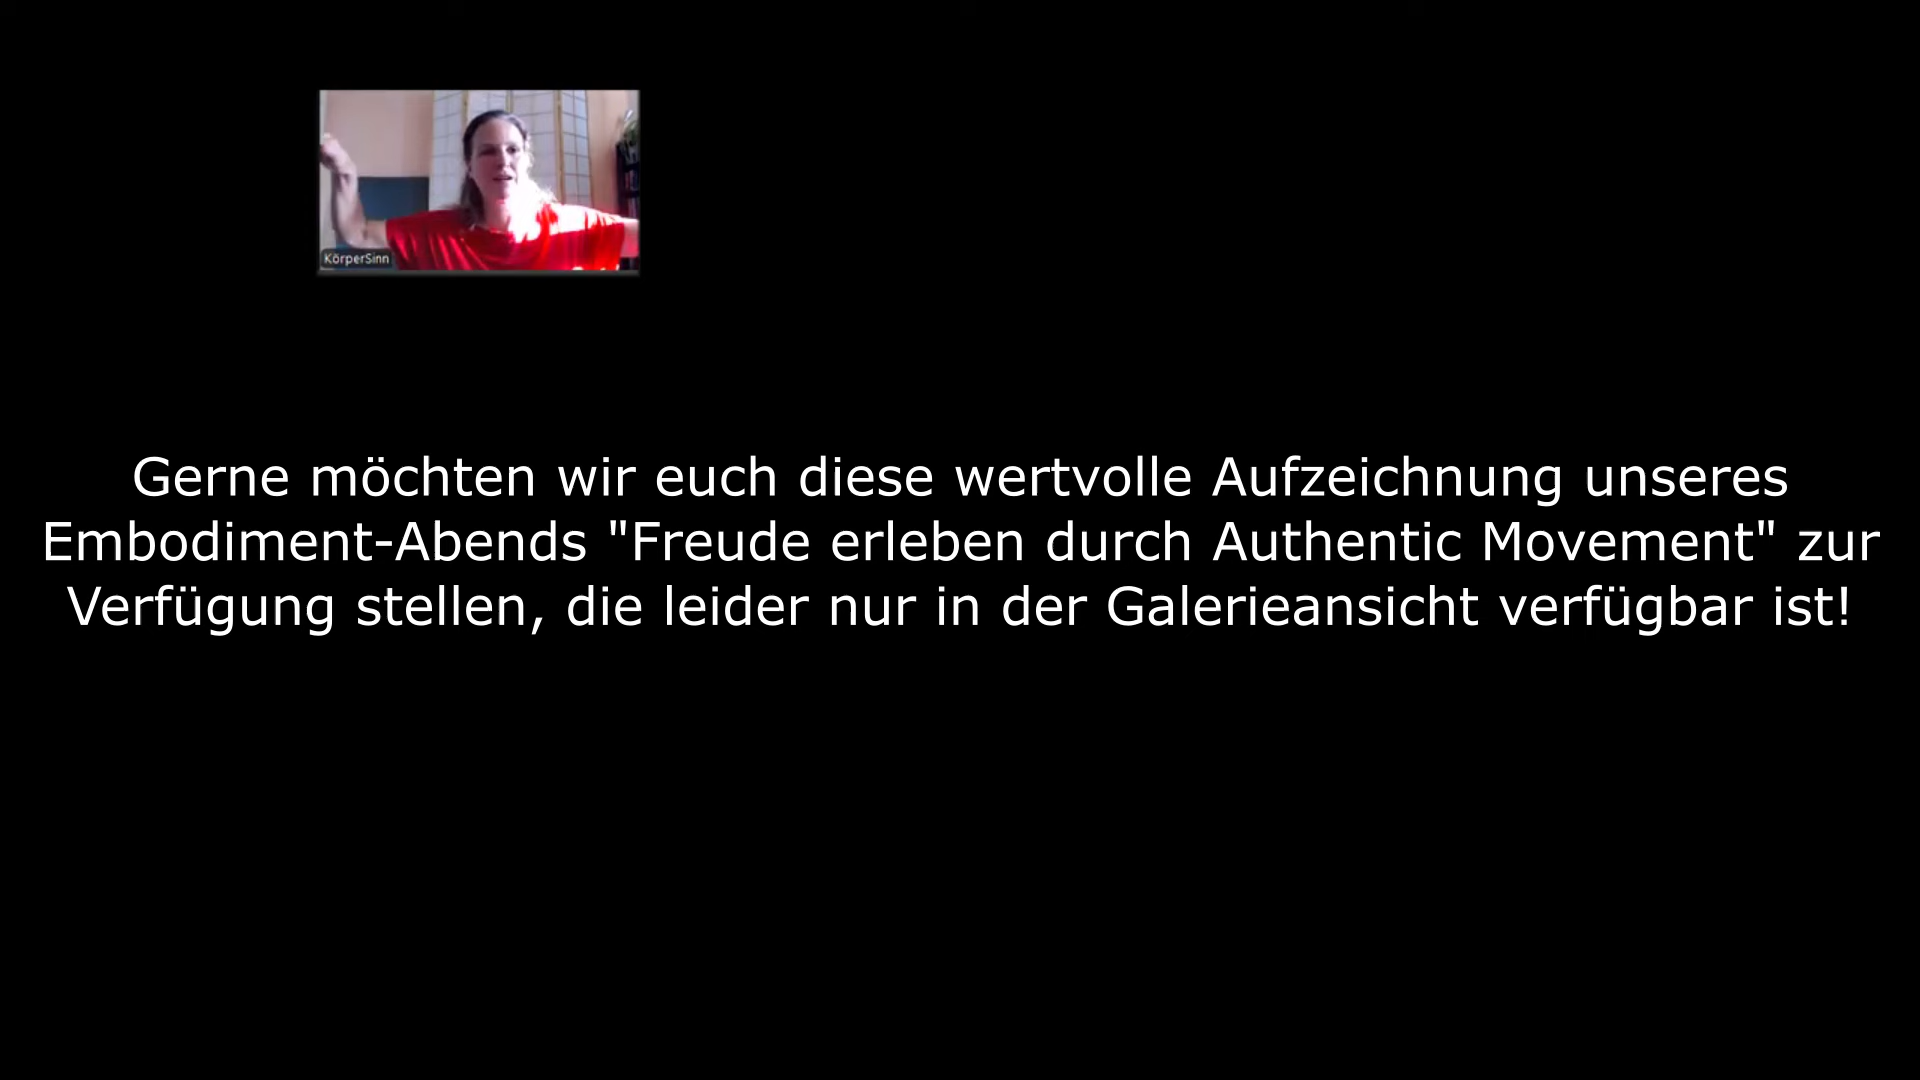 KörperSinn
Gerne möchten wir euch diese wertvolle Aufzeichnung unseres
Embodiment-Abends "Freude erleben durch Authentic Movement" zur
Verfügung stellen, die leider nur in der Galerieansicht verfügbar ist!